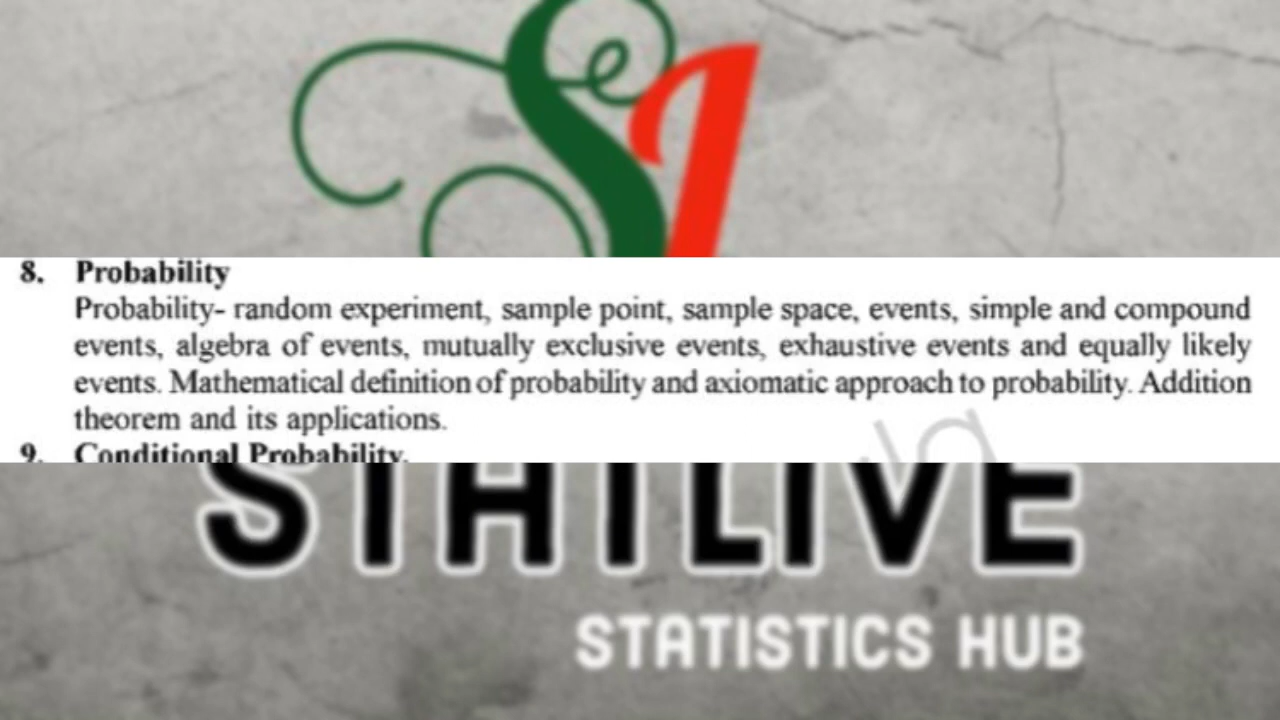 8. Probability
Probability- random experiment, sample point, sample space, events, simple and compound
events, algebra of events, mutually exclusive events, exhaustive events and equally likely
events. Mathematical definition of probability and axiomatic approach to probability. Addition
theorem and its applications.
9. Conditional Probability.
STATLIVE
STATISTICS HUB